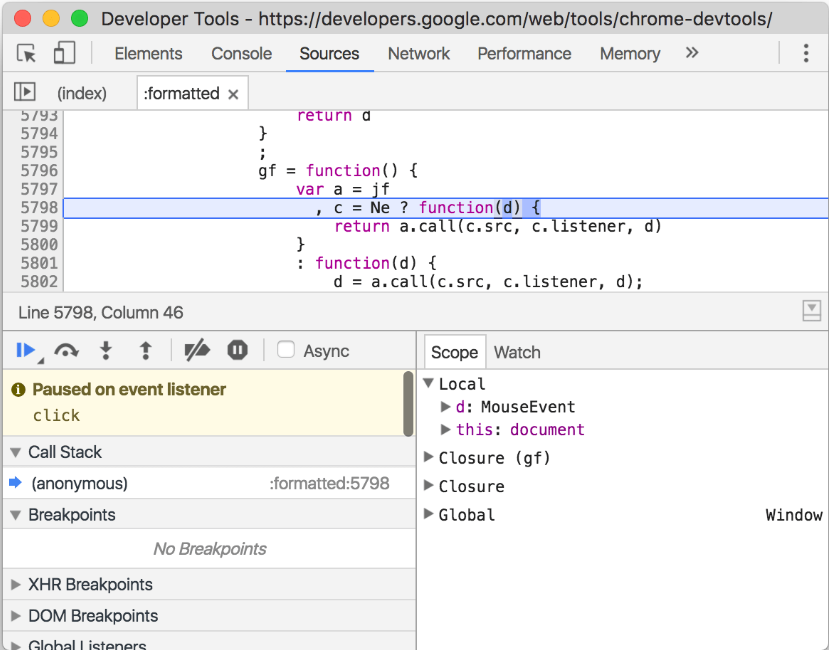 Developer Tools - https://developers.google.com/web/tools/chrome-devtools/
Elements Console Sources Network Performance Memory »
(index) :formatted ×
5793 return d
5794 }
5795 ;
5796 gf = function() {
5797 var a = jf
5798 , c = Ne ? function(d) {
5799 return a.call(c.src, c.listener, d)
5800 }
5801 : function(d) {
5802 d = a.call(c.src, c.listener, d);
Line 5798, Column 46
Async
Paused on event listener
click
Call Stack
(anonymous) :formatted:5798
Breakpoints
No Breakpoints
XHR Breakpoints
DOM Breakpoints
Global Listeners
Scope Watch
Local
d: MouseEvent
this: document
Closure (gf)
Closure
Global Window